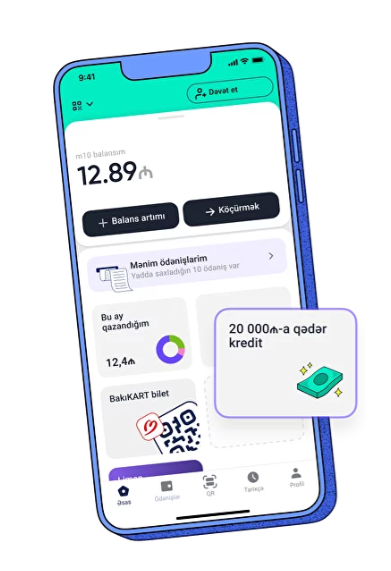 9:41
Dəvət et
m10 balansım
12.89₼
+ Balans artımı
→ Köçürmək
Mənim ödənişlərim
Yadda saxladığın 10 ödəniş var
Bu ay
qazandığım
12,4₼
20 000₼-a qədər
kredit
BakıKART bilet
Əsas
Ödənişlər
QR
Tarixçə
Profil